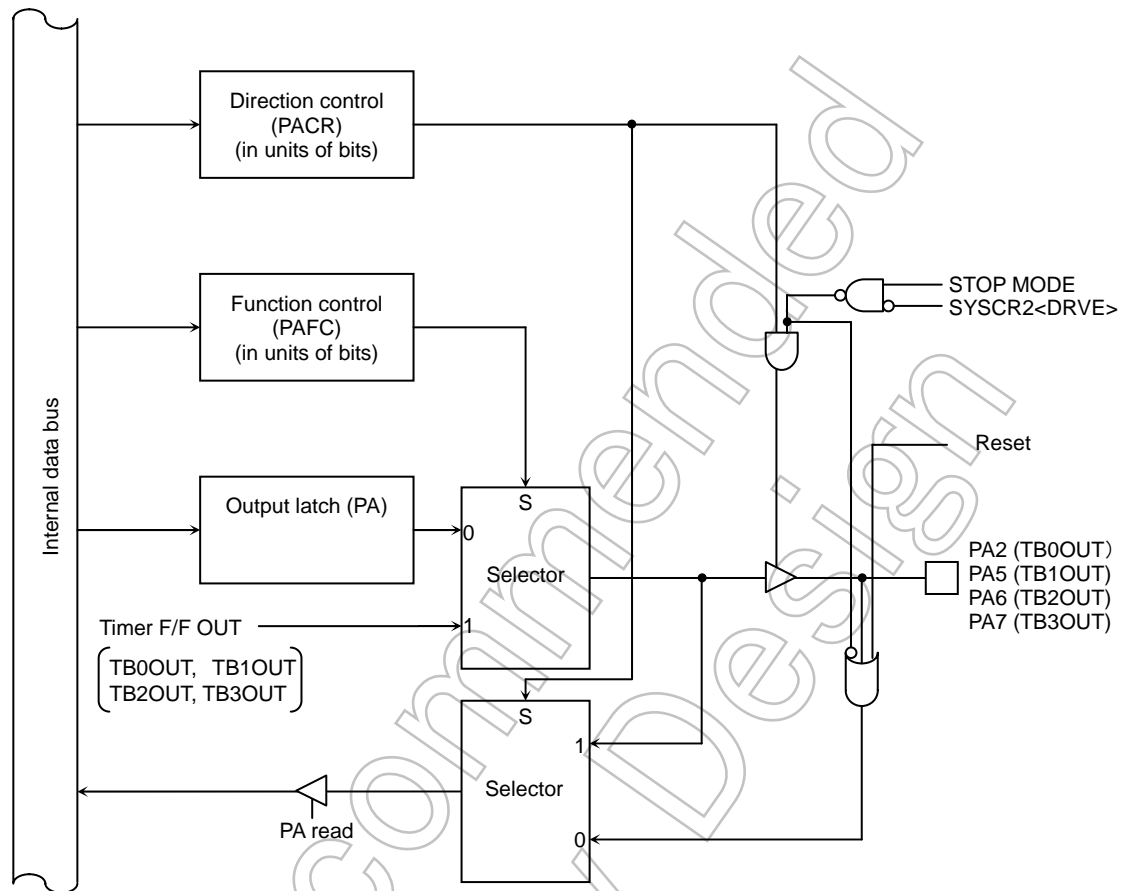 Direction control
(PACR)
(in units of bits)
Function control
(PAFC)
(in units of bits)
STOP MODE
SYSCR2<DRVE>
Internal data bus
Reset
Output latch (PA)
S
0
Selector
1
PA2 (TB0OUT)
PA5 (TB1OUT)
PA6 (TB2OUT)
PA7 (TB3OUT)
Timer F/F OUT
TB0OUT, TB1OUT
TB2OUT, TB3OUT
S
1
Selector
0
PA read
commended
Design